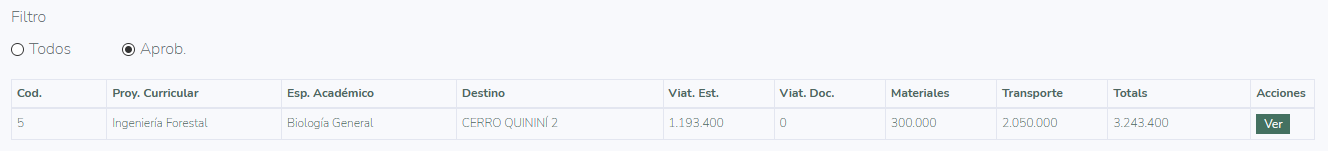 Filtro
Todos Aprob.
Cod. Proy. Curricular Esp. Académico Destino Viat. Est. Viat. Doc. Materiales Transporte Totals Acciones
5 Ingeniería Forestal Biología General CERRO QUININÍ 2 1.193.400 0 300.000 2.050.000 3.243.400 Ver